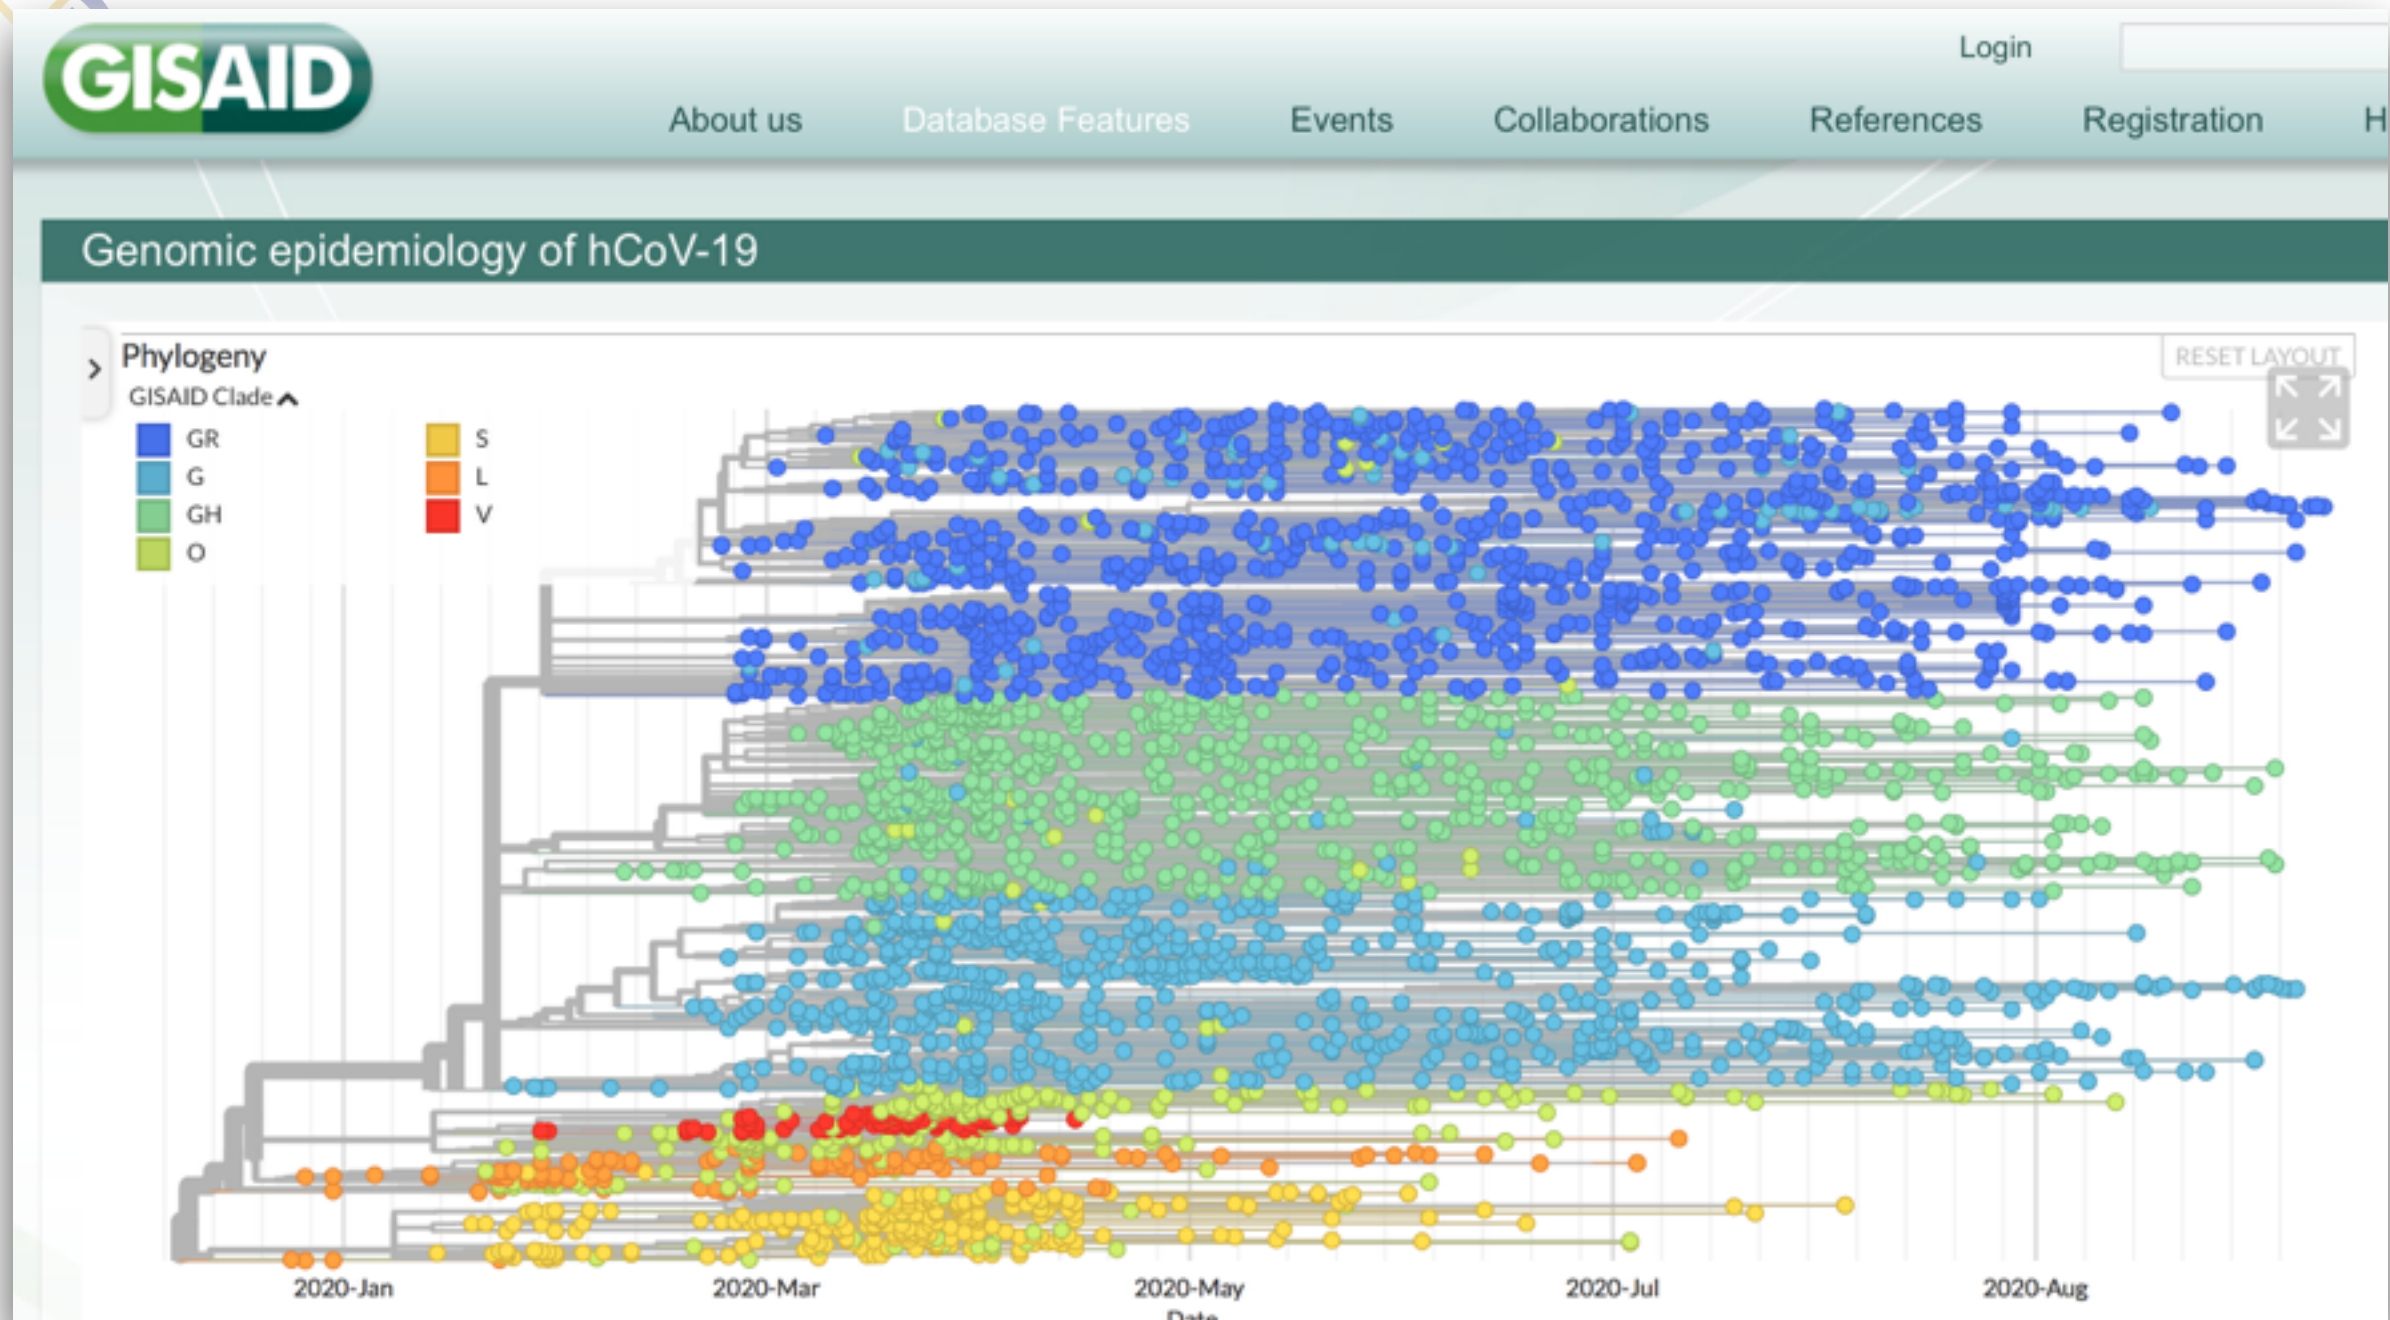 GISAID
Login
About us Database Features Events Collaborations References Registration H
Genomic epidemiology of hCoV-19
Phylogeny
RESET LAYOUT
GISAID Clade
GR S
G L
GH V
O
2020-Jan 2020-Mar 2020-May 2020-Jul 2020-Aug
Date